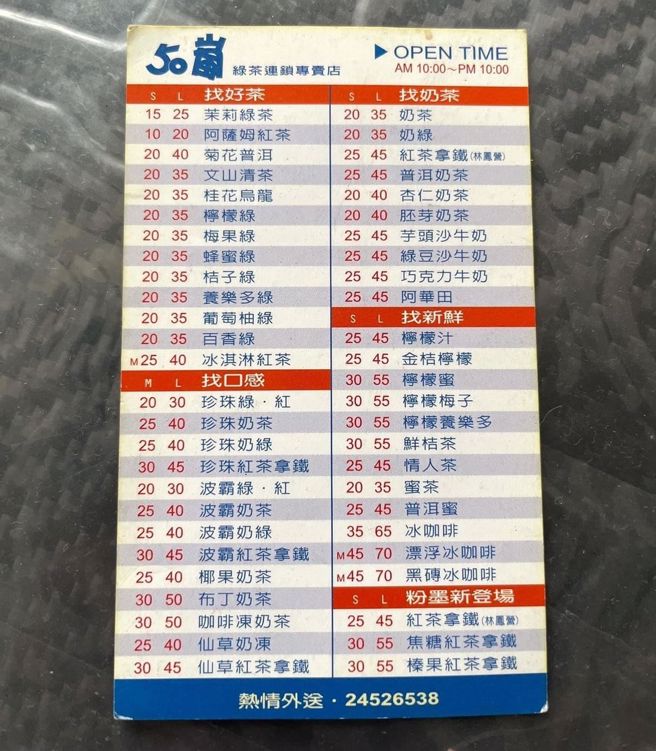 50嵐 綠茶連鎖專賣店
OPEN TIME
AM 10:00～PM 10:00
S L 找好茶
15 25 茉莉綠茶
10 20 阿薩姆紅茶
20 40 菊花普洱
20 35 文山清茶
20 35 桂花烏龍
20 35 檸檬綠
20 35 梅果綠
20 35 蜂蜜綠
20 35 桔子綠
20 35 養樂多綠
20 35 葡萄柚綠
20 35 百香綠
M25 40 冰淇淋紅茶
M L 找口感
20 30 珍珠綠．紅
25 40 珍珠奶茶
25 40 珍珠奶綠
30 45 珍珠紅茶拿鐵
20 30 波霸綠．紅
25 40 波霸奶茶
25 40 波霸奶綠
30 45 波霸紅茶拿鐵
25 40 椰果奶茶
30 50 布丁奶茶
30 50 咖啡凍奶茶
25 40 仙草奶凍
30 45 仙草紅茶拿鐵
S L 找奶茶
20 35 奶茶
20 35 奶綠
25 45 紅茶拿鐵(林鳳營)
25 45 普洱奶茶
20 40 杏仁奶茶
20 40 胚芽奶茶
25 45 芋頭沙牛奶
25 45 綠豆沙牛奶
25 45 巧克力牛奶
25 45 阿華田
S L 找新鮮
25 45 檸檬汁
25 45 金桔檸檬
30 55 檸檬蜜
30 55 檸檬梅子
30 55 檸檬養樂多
30 55 鮮桔茶
25 45 情人茶
20 35 蜜茶
25 45 普洱蜜
35 65 冰咖啡
M45 70 漂浮冰咖啡
M45 70 黑磚冰咖啡
S L 粉墨新登場
25 45 紅茶拿鐵(林鳳營)
30 55 焦糖紅茶拿鐵
30 55 榛果紅茶拿鐵
熱情外送．24526538